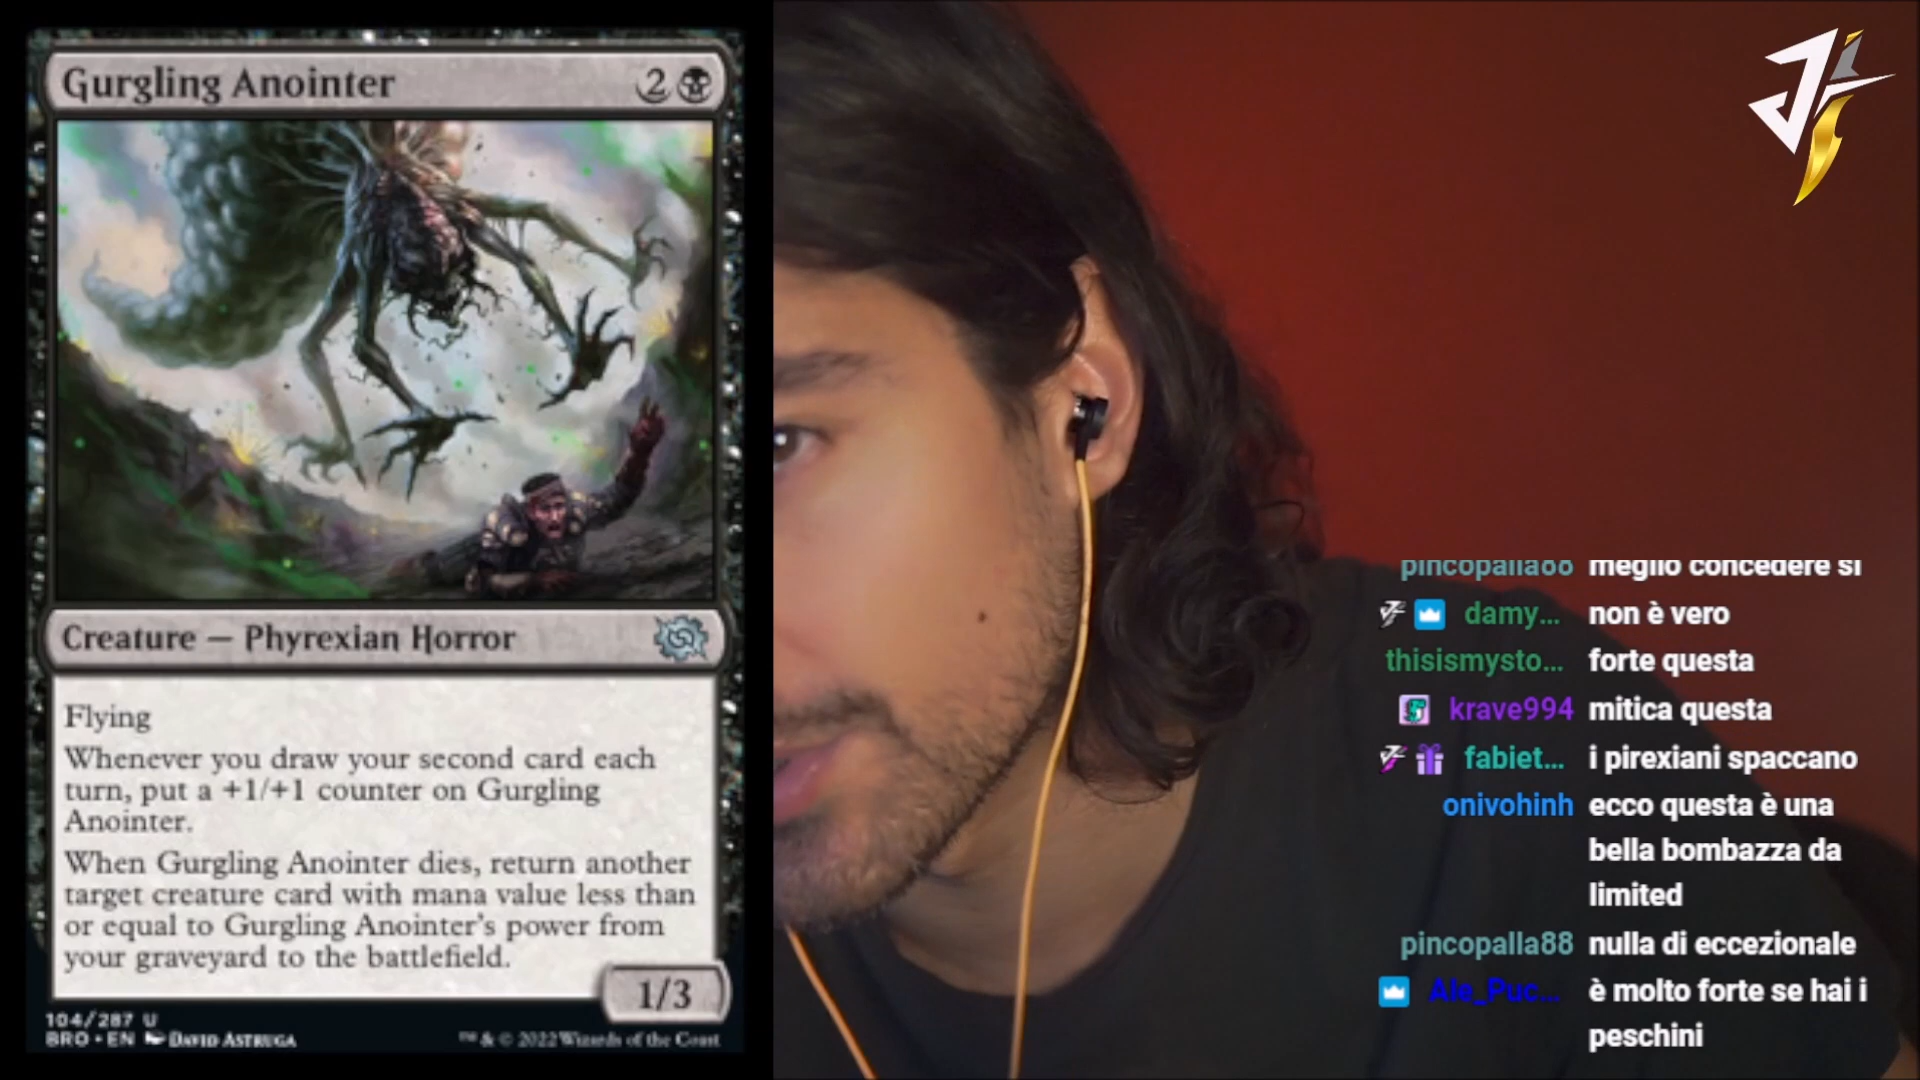 Gurgling Anointer
2
Creature — Phyrexian Horror
Flying
Whenever you draw your second card each
turn, put a +1/+1 counter on Gurgling
Anointer.
When Gurgling Anointer dies, return another
target creature card with mana value less than
or equal to Gurgling Anointer's power from
your graveyard to the battlefield.
1/3
104/287 U
BRO • EN DAVID ASTRUGA
™ & © 2022 Wizards of the Coast
pincopalla88 meglio concedere si
damy... non è vero
thisismysto... forte questa
krave994 mitica questa
fabiet... i pirexiani spaccano
onivohinh ecco questa è una
bella bombazza da
limited
pincopalla88 nulla di eccezionale
Ale_Puc... è molto forte se hai i
peschini